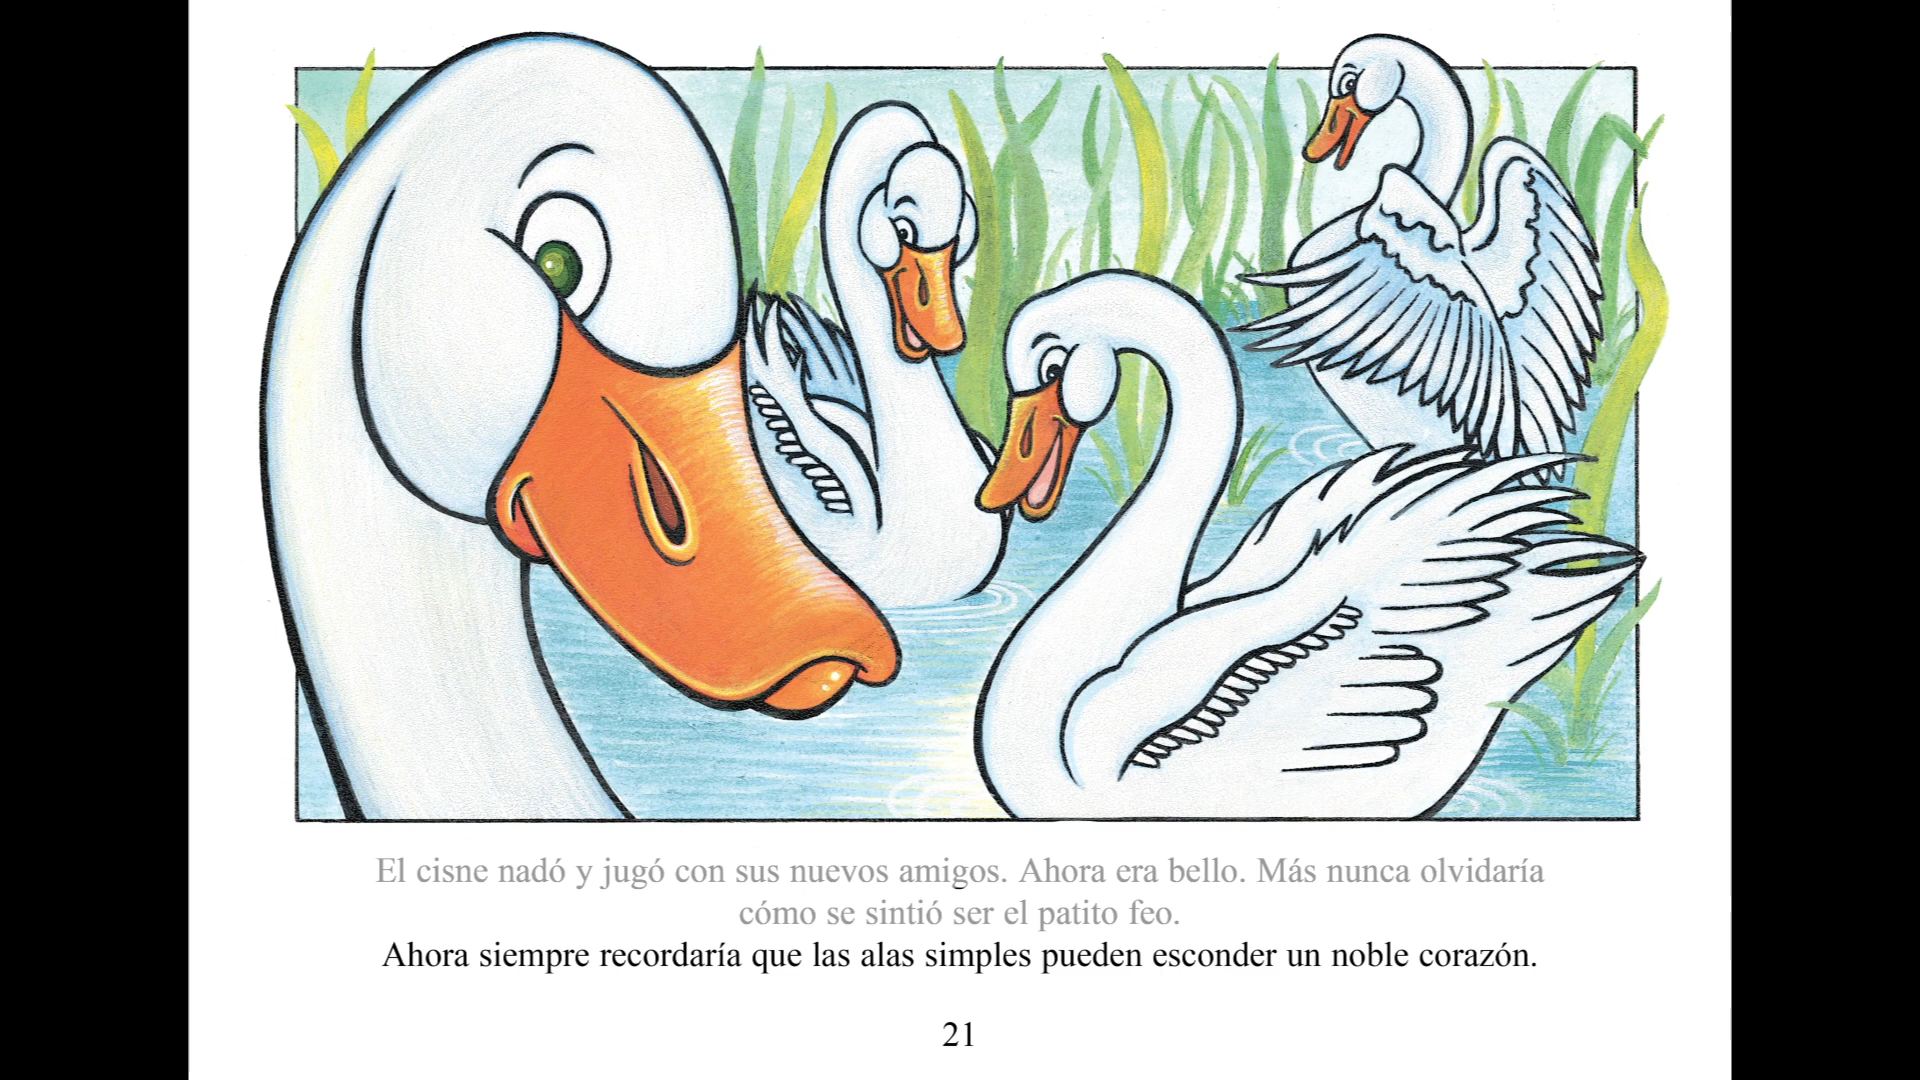 El cisne nadó y jugó con sus nuevos amigos. Ahora era bello. Más nunca olvidaría
cómo se sintió ser el patito feo.
Ahora siempre recordaría que las alas simples pueden esconder un noble corazón.
21